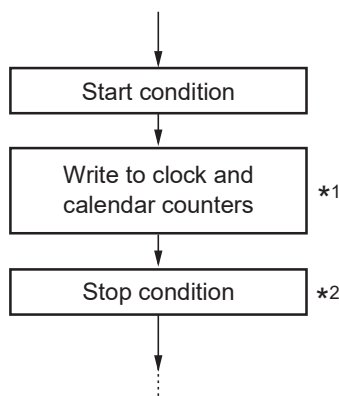 Start condition
Write to clock and
calendar counters
*1
Stop condition
*2